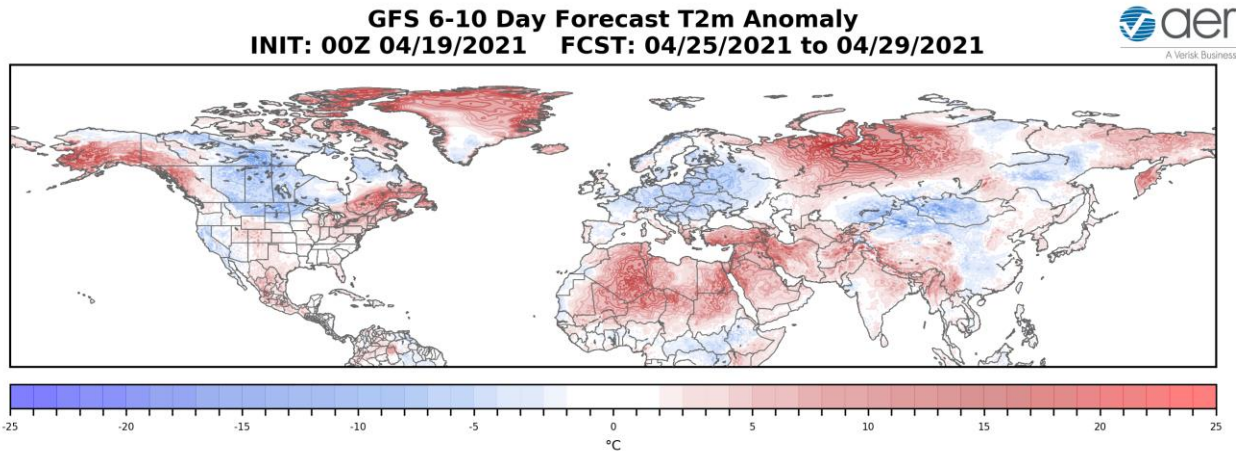 GFS 6-10 Day Forecast T2m Anomaly
INIT: 00Z 04/19/2021 FCST: 04/25/2021 to 04/29/2021
aer
A Verisk Business
-25 -20 -15 -10 -5 0 5 10 15 20 25
°C